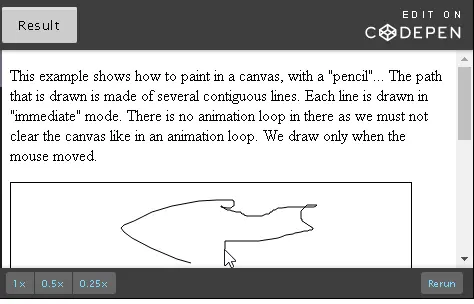 Result
EDIT ON
CODEPEN
This example shows how to paint in a canvas, with a "pencil"... The path
that is drawn is made of several contiguous lines. Each line is drawn in
"immediate" mode. There is no animation loop in there as we must not
clear the canvas like in an animation loop. We draw only when the
mouse moved.
1x 0.5x 0.25x Rerun